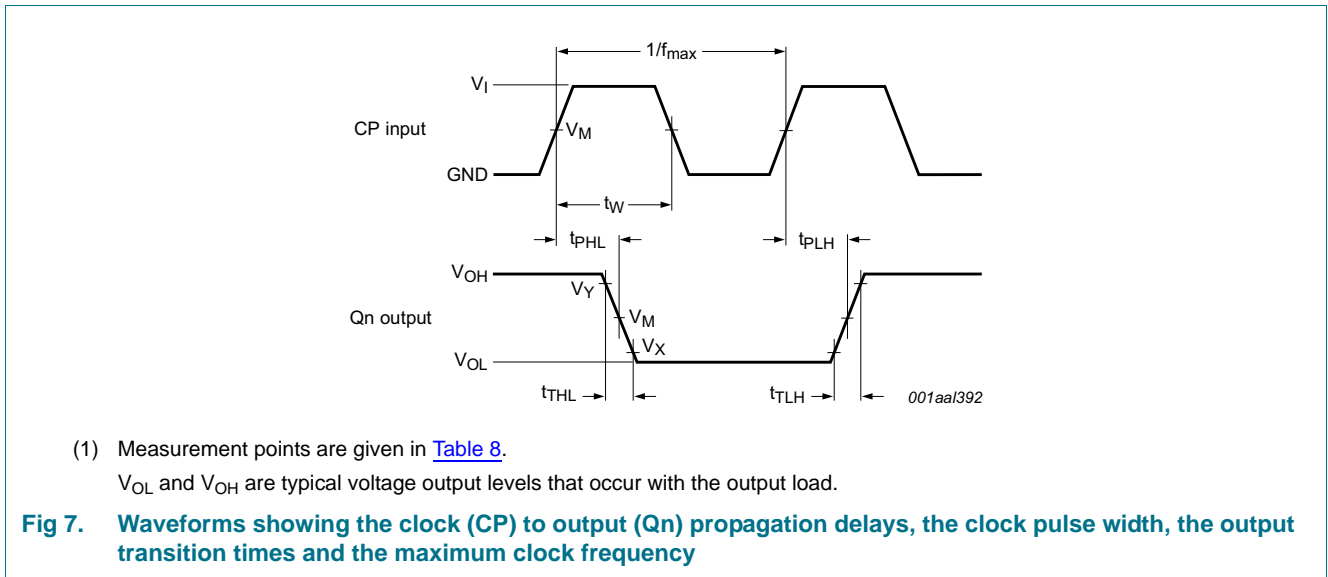 1/fmax
VI
CP input
VM
GND
tW
tPHL
tPLH
VOH
VY
Qn output
VM
VX
VOL
tTHL
tTLH
001aal392
(1) Measurement points are given in Table 8.
VOL and VOH are typical voltage output levels that occur with the output load.
Fig 7. Waveforms showing the clock (CP) to output (Qn) propagation delays, the clock pulse width, the output
transition times and the maximum clock frequency